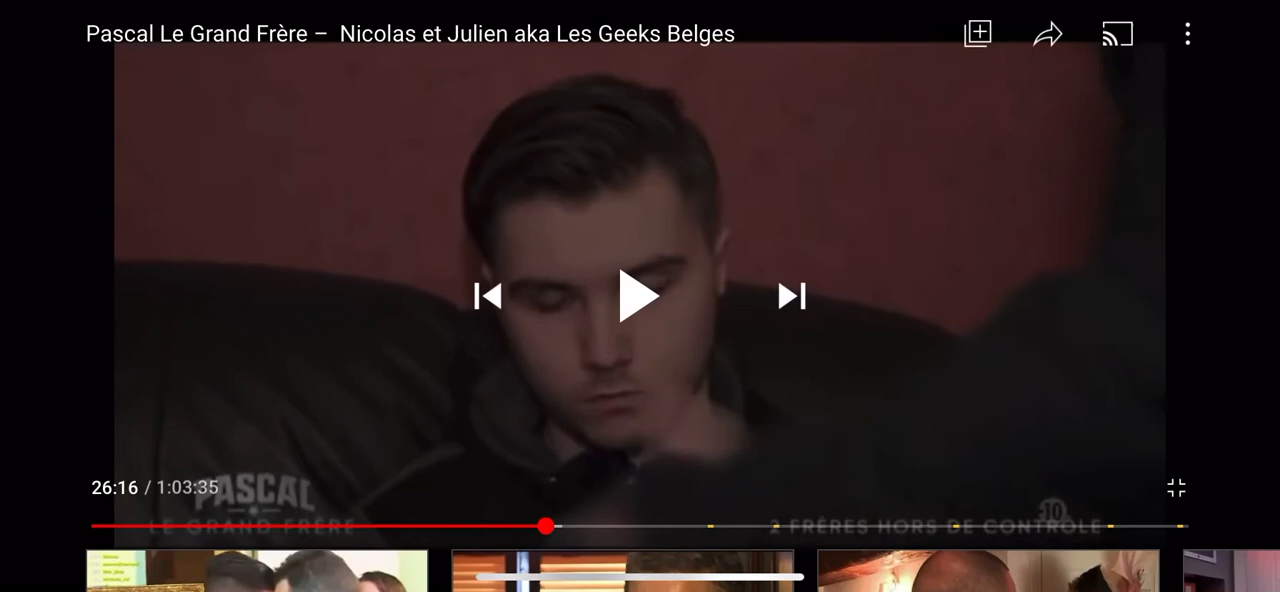 Pascal Le Grand Frère – Nicolas et Julien aka Les Geeks Belges
26:16 / 1:03:35
PASCAL
LE GRAND FRÈRE
-10
2 FRÈRES HORS DE CONTRÔLE